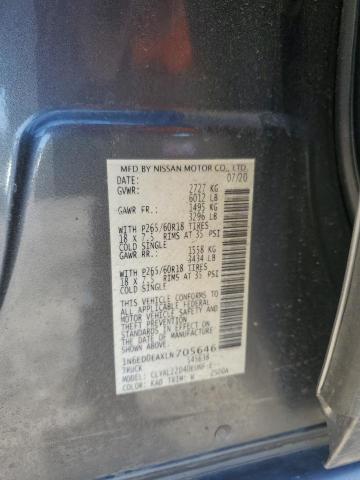 MFD BY NISSAN MOTOR CO., LTD.
DATE: 07/20
GVWR: 2727 KG
6012 LB
GAWR FR.: 1495 KG
3296 LB
WITH P265/60R18 TIRES
18 X 7.5 RIMS AT 35 PSI
COLD SINGLE
GAWR RR.: 1558 KG
3434 LB
WITH P265/60R18 TIRES
18 X 7.5 RIMS AT 35 PSI
COLD SINGLE
THIS VEHICLE CONFORMS TO
ALL APPLICABLE FEDERAL
MOTOR VEHICLE SAFETY
STANDARDS IN EFFECT ON
THE DATE OF MANUFACTURE
SHOWN ABOVE.
AND THEFT PREVENTION
1N6ED0EAXLN705646
TRUCK
MODEL:
COLOR: KAD TRIM: W